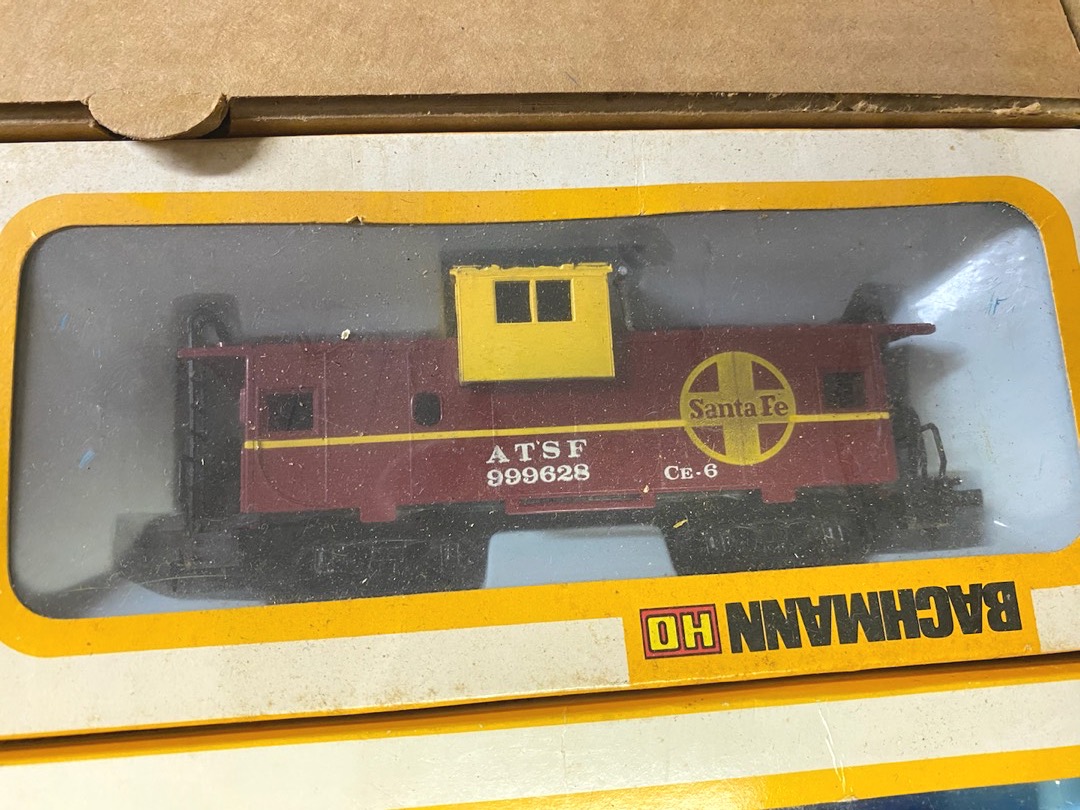 Santa Fe
ATSF
999628
CE-6
BACHMANN HO